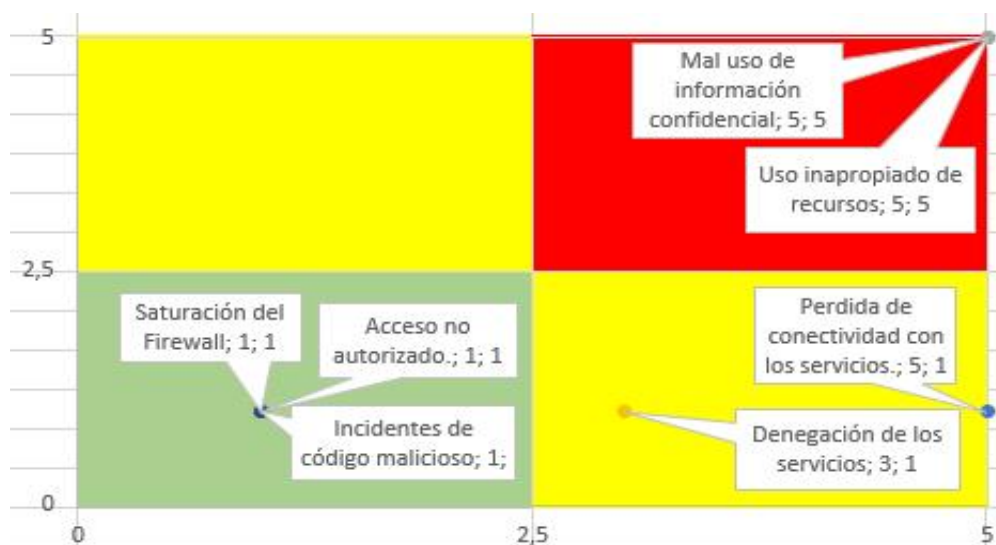 5
Mal uso de
información
confidencial; 5; 5
Uso inapropiado de
recursos; 5; 5
2,5
Saturación del
Firewall; 1; 1
Acceso no
autorizado.; 1; 1
Incidentes de
código malicioso; 1;
Perdida de
conectividad con
los servicios.; 5; 1
Denegación de los
servicios; 3; 1
0
0
2,5
5